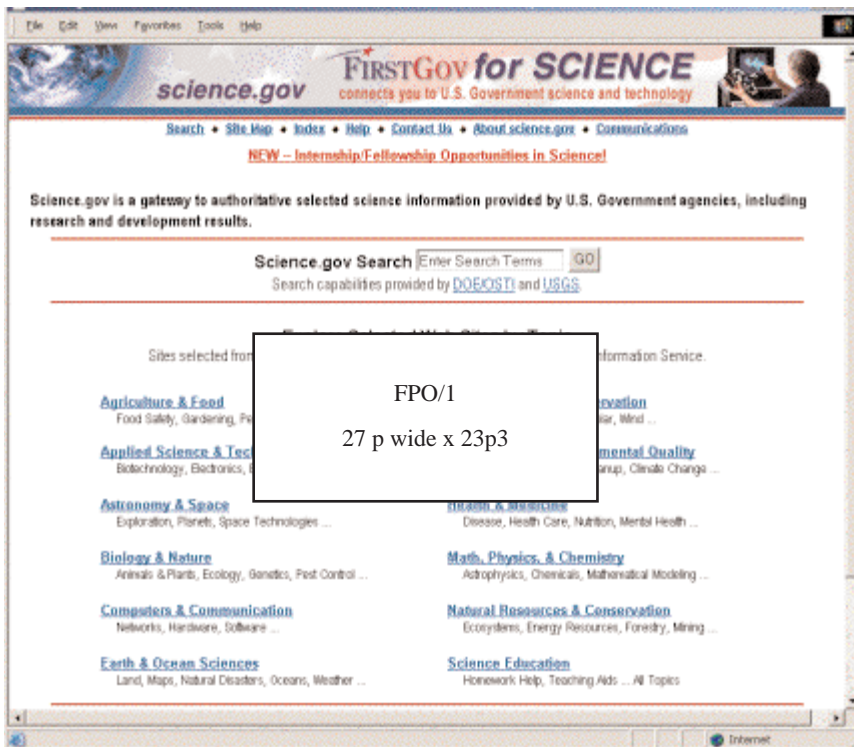 File Edit View Favorites Tools Help
science.gov
FIRSTGOV for SCIENCE
connects you to U.S. Government science and technology
Search • Site Map • Index • Help • Contact Us • About science.gov • Communications
NEW – Internship/Fellowship Opportunities in Science!
Science.gov is a gateway to authoritative selected science information provided by U.S. Government agencies, including
research and development results.
Science.gov Search Enter Search Terms GO
Search capabilities provided by DOE/OSTI and USGS.
Sites selected from
Information Service.
FPO/1
27 p wide x 23p3
Agriculture & Food
Food Safety, Gardening,
Wind ...
Applied Science &
Biotechnology, Electronics,
mental Quality
Climate Change ...
Astronomy & Space
Exploration, Planets, Space Technologies ...
Health & Medicine
Disease, Health Care, Nutrition, Mental Health ...
Biology & Nature
Animals & Plants, Ecology, Genetics, Pest Control ...
Math, Physics, & Chemistry
Astrophysics, Chemicals, Mathematical Modeling ...
Computers & Communication
Networks, Hardware, Software ...
Natural Resources & Conservation
Ecosystems, Energy Resources, Forestry, Mining ...
Earth & Ocean Sciences
Land, Maps, Natural Disasters, Oceans, Weather ...
Science Education
Homework Help, Teaching Aids ... All Topics
Internet